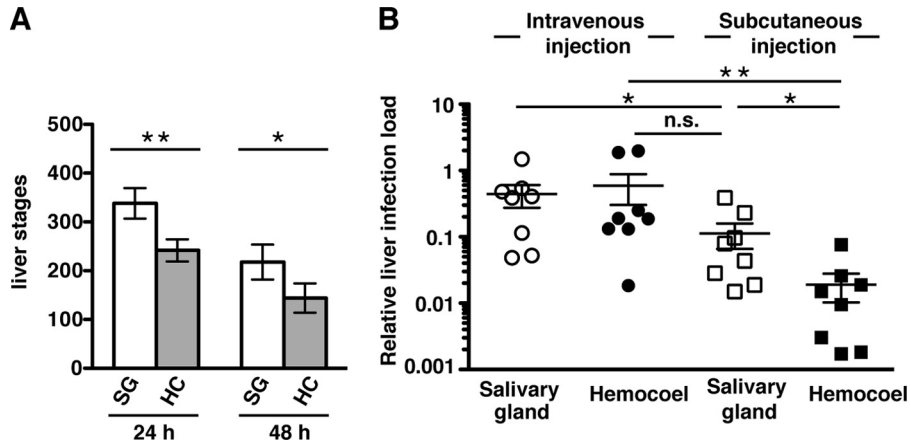 A
liver stages
500
400
300
200
100
0
**
*
SG
HC
SG
HC
24 h
48 h
B
Intravenous
injection
Subcutaneous
injection
**
*
*
n.s.
Relative liver infection load
10
1
0.1
0.01
0.001
Salivary
gland
Hemocoel
Salivary
gland
Hemocoel